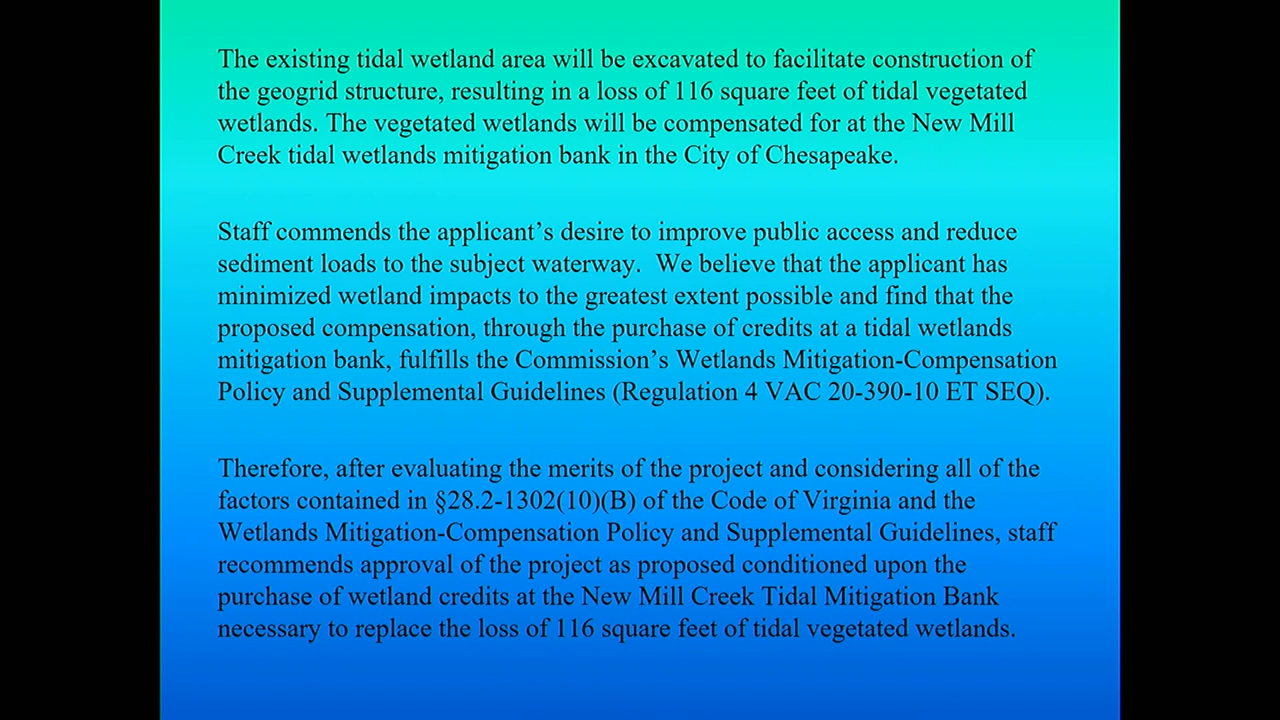 The existing tidal wetland area will be excavated to facilitate construction of
the geogrid structure, resulting in a loss of 116 square feet of tidal vegetated
wetlands. The vegetated wetlands will be compensated for at the New Mill
Creek tidal wetlands mitigation bank in the City of Chesapeake.
Staff commends the applicant’s desire to improve public access and reduce
sediment loads to the subject waterway.  We believe that the applicant has
minimized wetland impacts to the greatest extent possible and find that the
proposed compensation, through the purchase of credits at a tidal wetlands
mitigation bank, fulfills the Commission’s Wetlands Mitigation-Compensation
Policy and Supplemental Guidelines (Regulation 4 VAC 20-390-10 ET SEQ).
Therefore, after evaluating the merits of the project and considering all of the
factors contained in §28.2-1302(10)(B) of the Code of Virginia and the
Wetlands Mitigation-Compensation Policy and Supplemental Guidelines, staff
recommends approval of the project as proposed conditioned upon the
purchase of wetland credits at the New Mill Creek Tidal Mitigation Bank
necessary to replace the loss of 116 square feet of tidal vegetated wetlands.